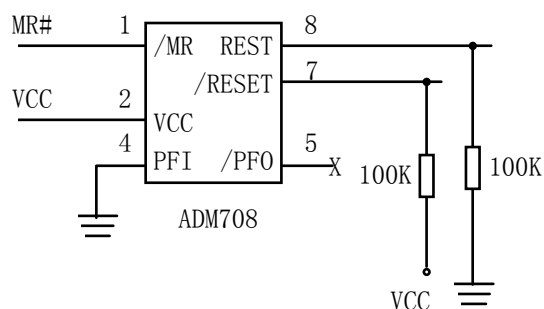 MR# 1 /MR REST 8
/RESET 7
VCC 2 VCC
4 PFI /PFO 5 X
100K 100K
ADM708
VCC